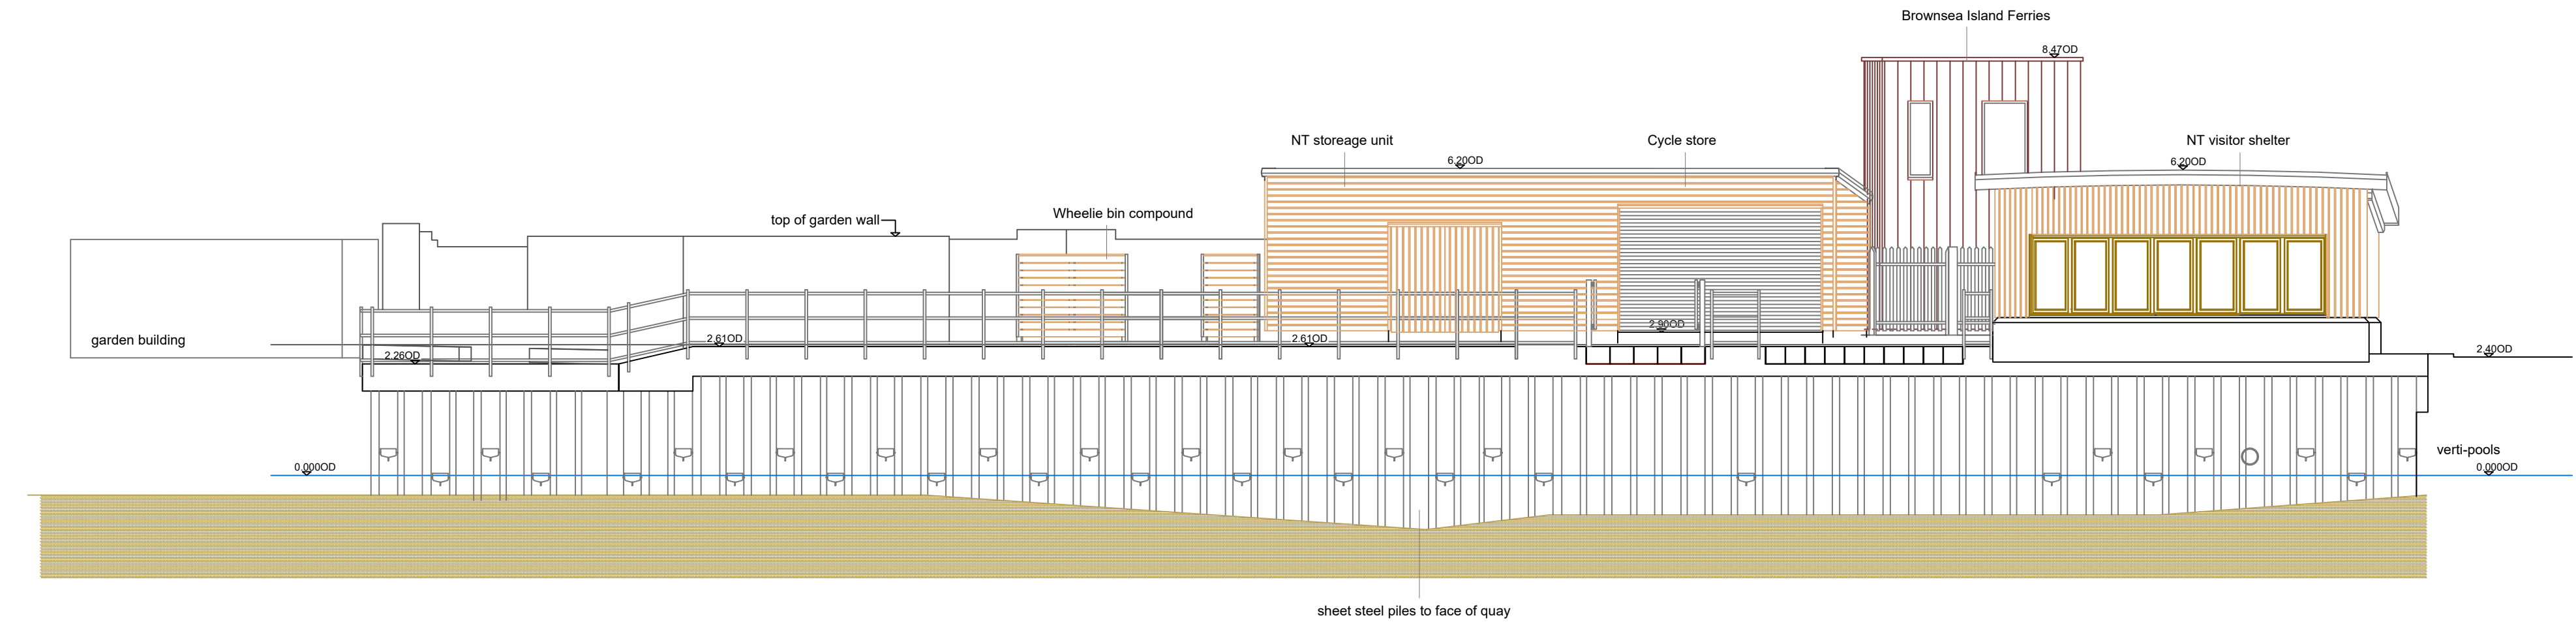 Brownsea Island Ferries
8.47OD
NT storeage unit
Cycle store
NT visitor shelter
6.20OD
6.20OD
Wheelie bin compound
top of garden wall
garden building
2.26OD
2.61OD
2.61OD
2.90OD
2.40OD
verti-pools
0.000OD
0.000OD
sheet steel piles to face of quay